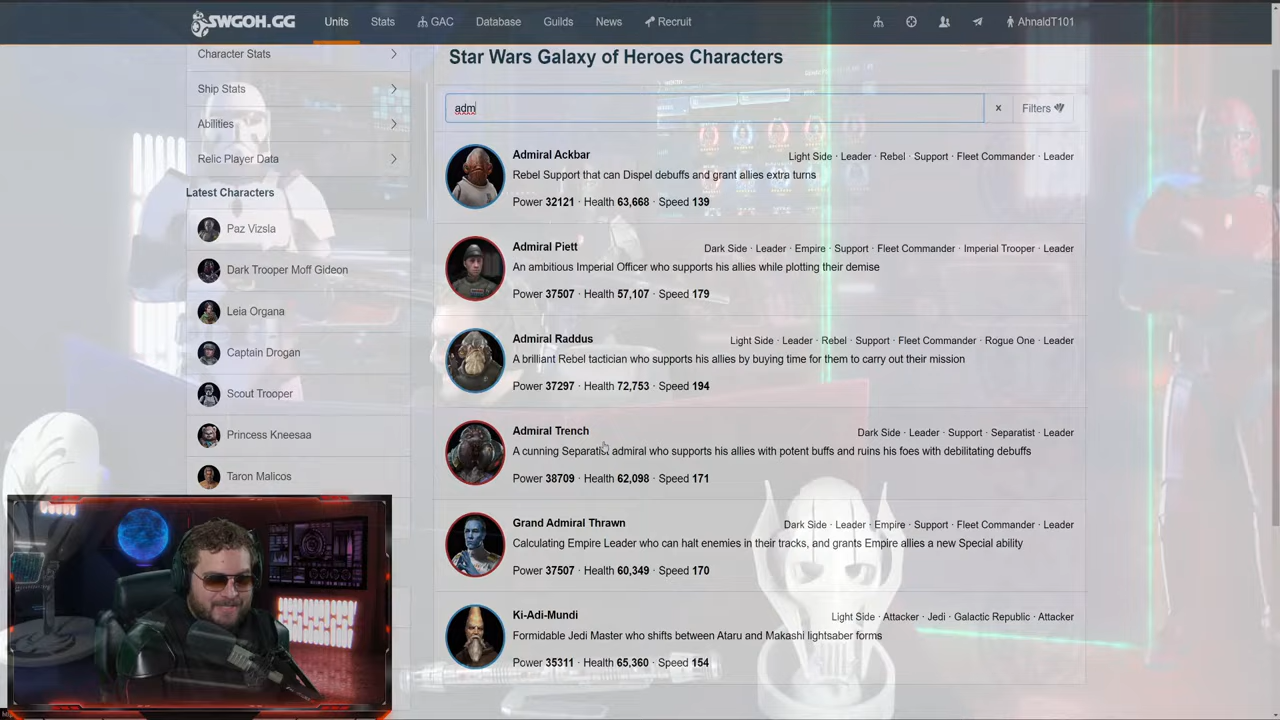 SWGOH.GG
Units
Stats
GAC
Database
Guilds
News
Recruit
AhnaldT101
Character Stats
Ship Stats
Abilities
Relic Player Data
Latest Characters
Paz Vizsla
Dark Trooper Moff Gideon
Leia Organa
Captain Drogan
Scout Trooper
Princess Kneesaa
Taron Malicos
Star Wars Galaxy of Heroes Characters
adm
×
Filters
Admiral Ackbar
Light Side · Leader · Rebel · Support · Fleet Commander · Leader
Rebel Support that can Dispel debuffs and grant allies extra turns
Power 32121 · Health 63,668 · Speed 139
Admiral Piett
Dark Side · Leader · Empire · Support · Fleet Commander · Imperial Trooper · Leader
An ambitious Imperial Officer who supports his allies while plotting their demise
Power 37507 · Health 57,107 · Speed 179
Admiral Raddus
Light Side · Leader · Rebel · Support · Fleet Commander · Rogue One · Leader
A brilliant Rebel tactician who supports his allies by buying time for them to carry out their mission
Power 37297 · Health 72,753 · Speed 194
Admiral Trench
Dark Side · Leader · Support · Separatist · Leader
A cunning Separatist admiral who supports his allies with potent buffs and ruins his foes with debilitating debuffs
Power 38709 · Health 62,098 · Speed 171
Grand Admiral Thrawn
Dark Side · Leader · Empire · Support · Fleet Commander · Leader
Calculating Empire Leader who can halt enemies in their tracks, and grants Empire allies a new Special ability
Power 37507 · Health 60,349 · Speed 170
Ki-Adi-Mundi
Light Side · Attacker · Jedi · Galactic Republic · Attacker
Formidable Jedi Master who shifts between Ataru and Makashi lightsaber forms
Power 35311 · Health 65,360 · Speed 154